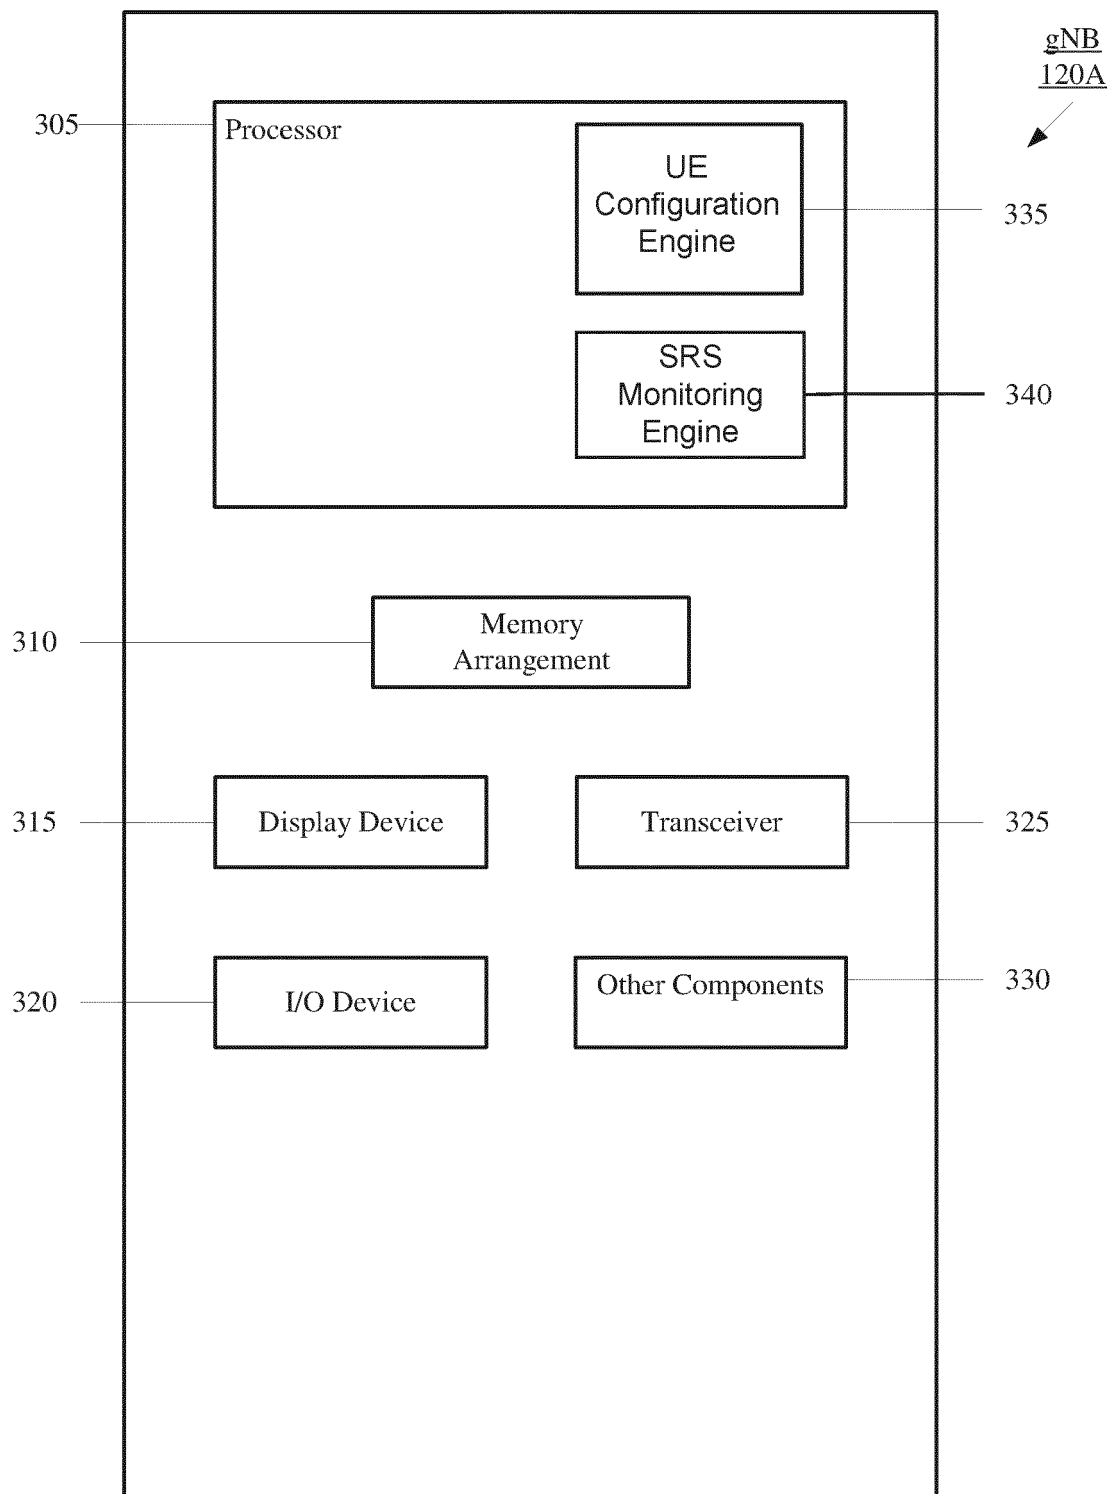 gNB
120A
305
Processor
UE
Configuration
Engine
335
SRS
Monitoring
Engine
340
310
Memory
Arrangement
315
Display Device
Transceiver
325
320
I/O Device
Other Components
330